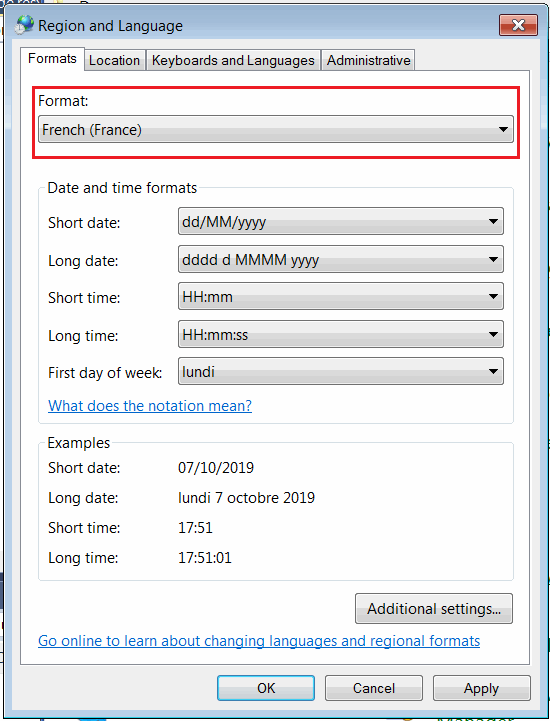 Region and Language
Formats Location Keyboards and Languages Administrative
Format:
French (France)
Date and time formats
Short date: dd/MM/yyyy
Long date: dddd d MMMM yyyy
Short time: HH:mm
Long time: HH:mm:ss
First day of week: lundi
What does the notation mean?
Examples
Short date: 07/10/2019
Long date: lundi 7 octobre 2019
Short time: 17:51
Long time: 17:51:01
Additional settings...
Go online to learn about changing languages and regional formats
OK Cancel Apply